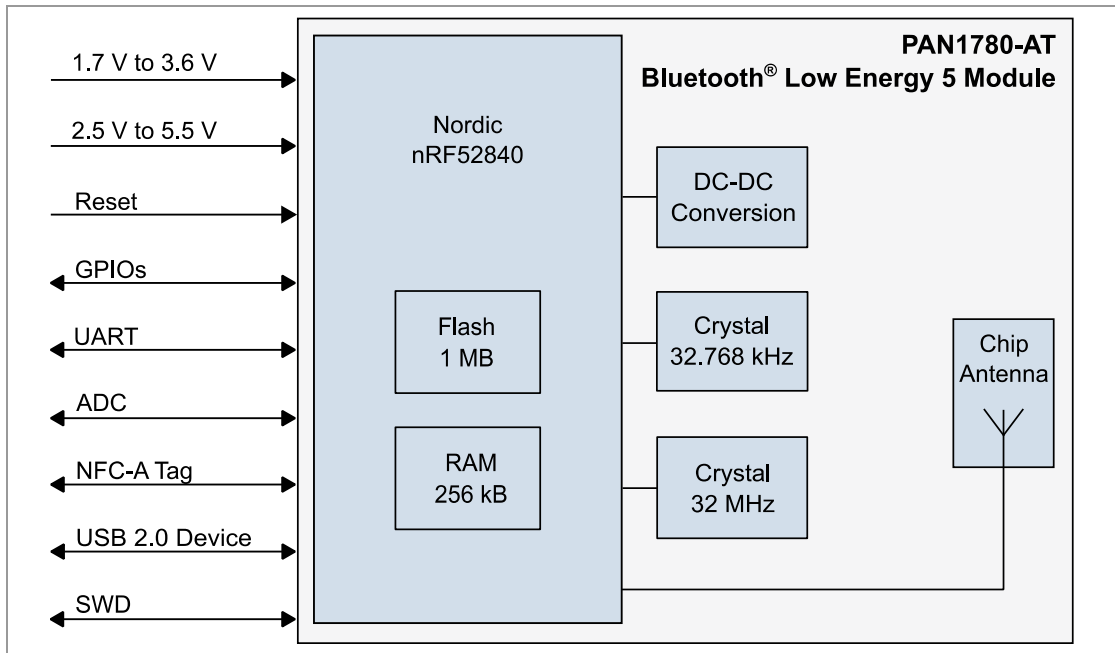 PAN1780-AT
Bluetooth® Low Energy 5 Module
1.7 V to 3.6 V
2.5 V to 5.5 V
Reset
GPIOs
UART
ADC
NFC-A Tag
USB 2.0 Device
SWD
Nordic
nRF52840
Flash
1 MB
RAM
256 kB
DC-DC
Conversion
Crystal
32.768 kHz
Crystal
32 MHz
Chip
Antenna